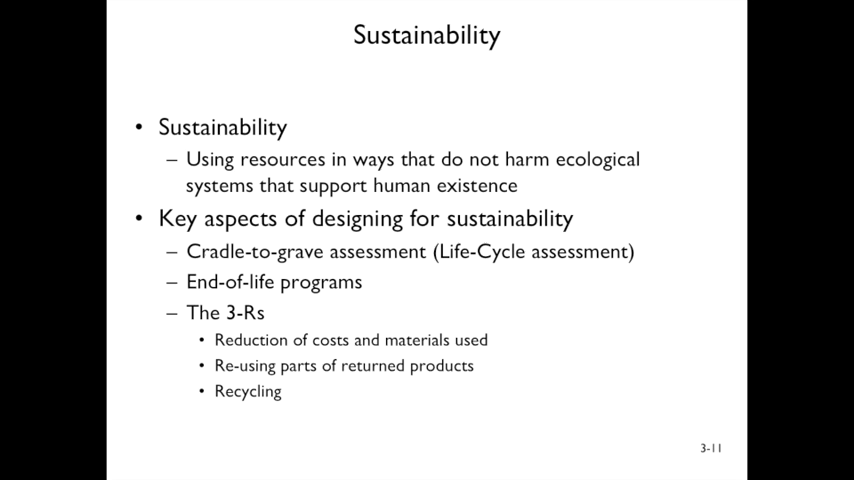 Sustainability
• Sustainability
– Using resources in ways that do not harm ecological
systems that support human existence
• Key aspects of designing for sustainability
– Cradle-to-grave assessment (Life-Cycle assessment)
– End-of-life programs
– The 3-Rs
• Reduction of costs and materials used
• Re-using parts of returned products
• Recycling
3-11